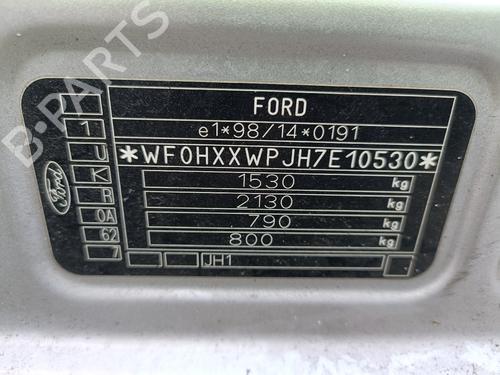 B-PARTS
FORD
e1*98/14*0191
*WF0HXXWPJH7E10530*
1530 kg
2130 kg
790 kg
800 kg
JH1
1
U
K
R
0A
62
7
Ford